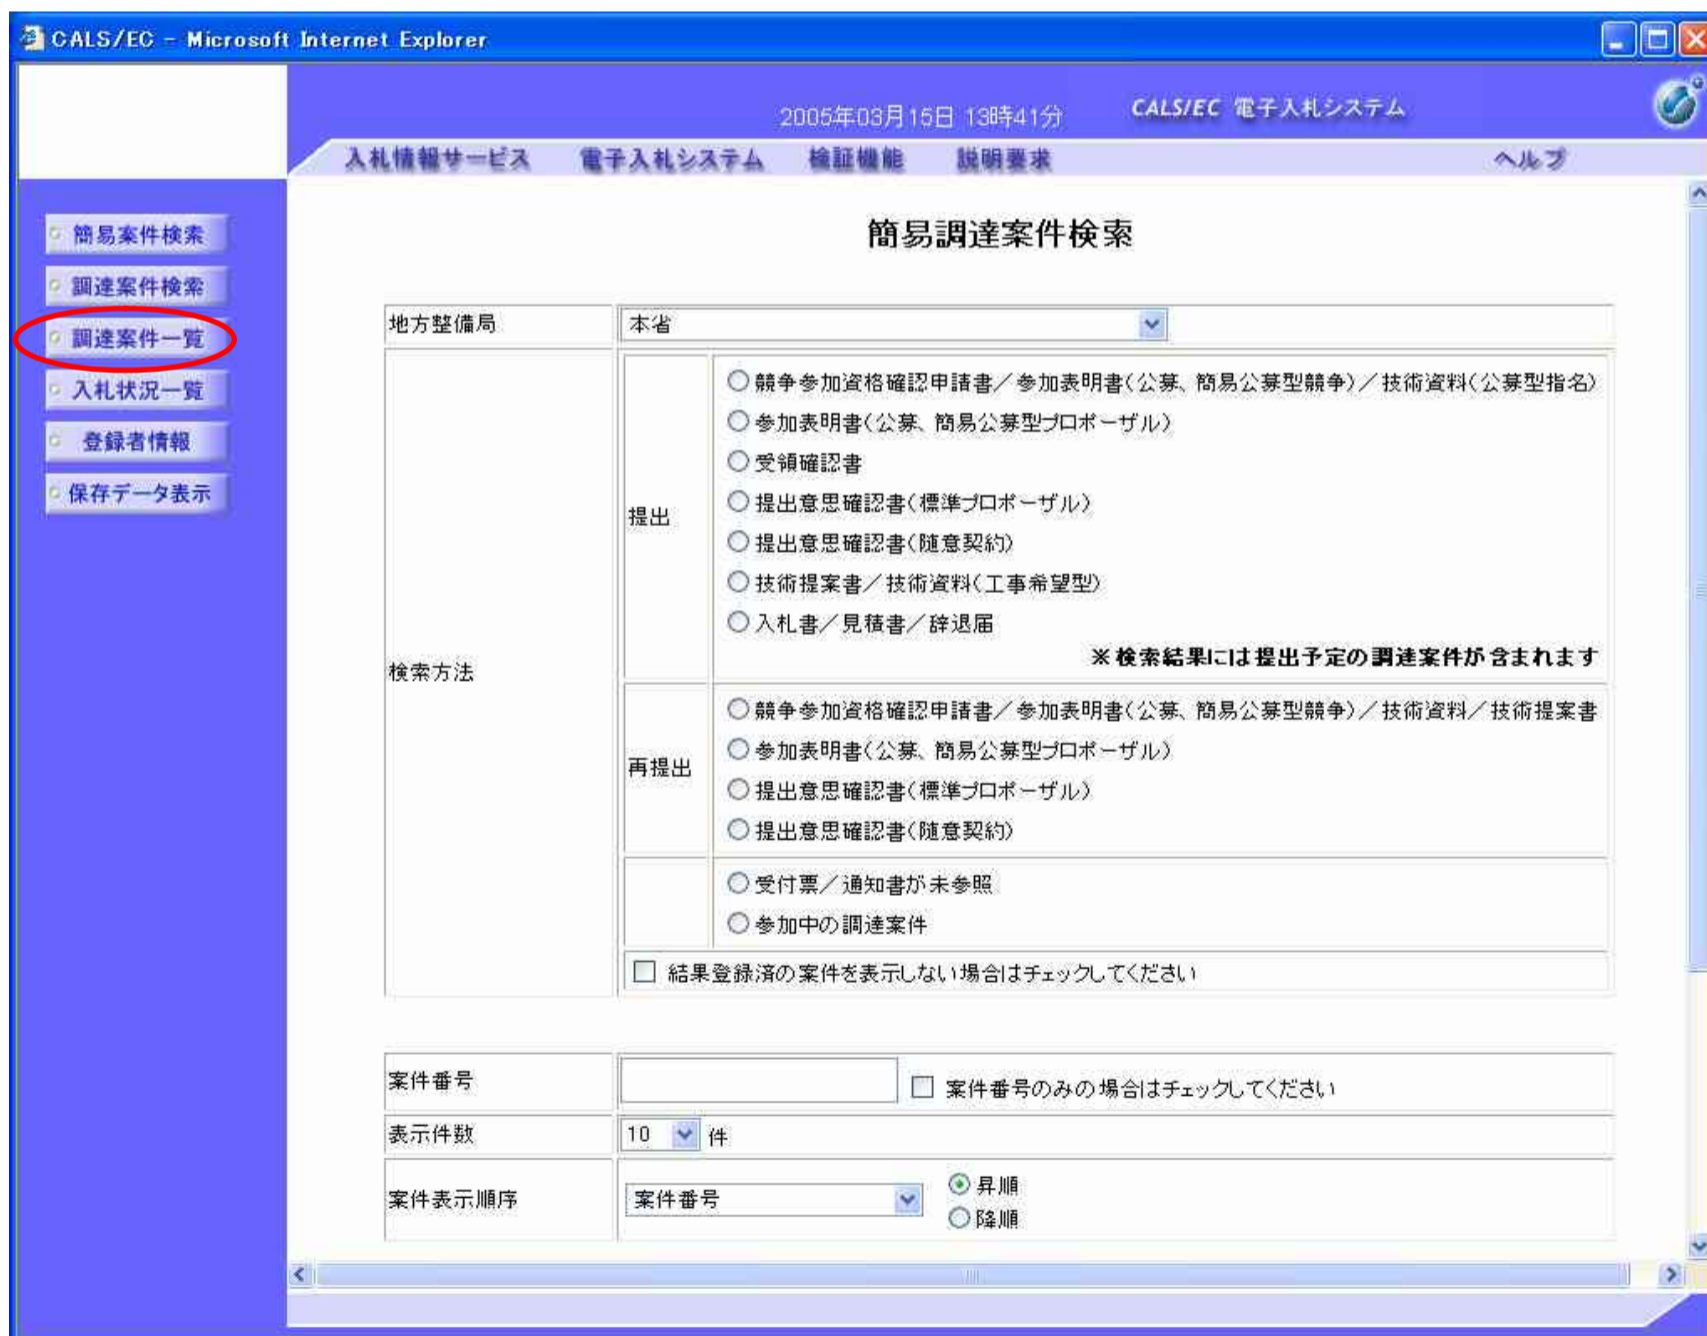 CALS/EC - Microsoft Internet Explorer
2005年03月15日 13時41分
CALS/EC 電子入札システム
入札情報サービス 電子入札システム 検証機能 説明要求 ヘルプ
簡易案件検索
調達案件検索
調達案件一覧
入札状況一覧
登録者情報
保存データ表示
簡易調達案件検索
地方整備局 本省
検索方法
提出
競争参加資格確認申請書／参加表明書(公募、簡易公募型競争)／技術資料(公募型指名)
参加表明書(公募、簡易公募型プロポーザル)
受領確認書
提出意思確認書(標準プロポーザル)
提出意思確認書(随意契約)
技術提案書／技術資料(工事希望型)
入札書／見積書／辞退届
※検索結果には提出予定の調達案件が含まれます
再提出
競争参加資格確認申請書／参加表明書(公募、簡易公募型競争)／技術資料／技術提案書
参加表明書(公募、簡易公募型プロポーザル)
提出意思確認書(標準プロポーザル)
提出意思確認書(随意契約)
受付票／通知書が未参照
参加中の調達案件
結果登録済の案件を表示しない場合はチェックしてください
案件番号 案件番号のみの場合はチェックしてください
表示件数 10 件
案件表示順序 案件番号
昇順
降順